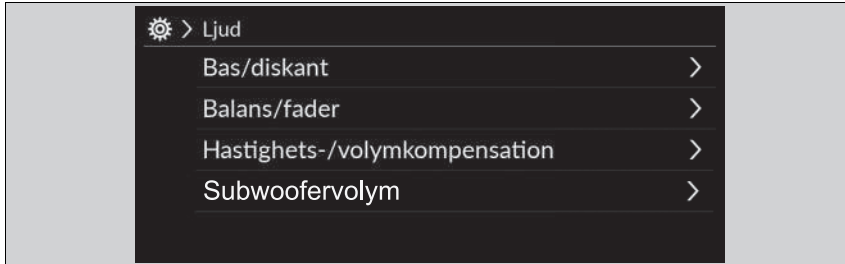 Ljud
Bas/diskant
Balans/fader
Hastighets-/volymkompensation
Subwoofervolym